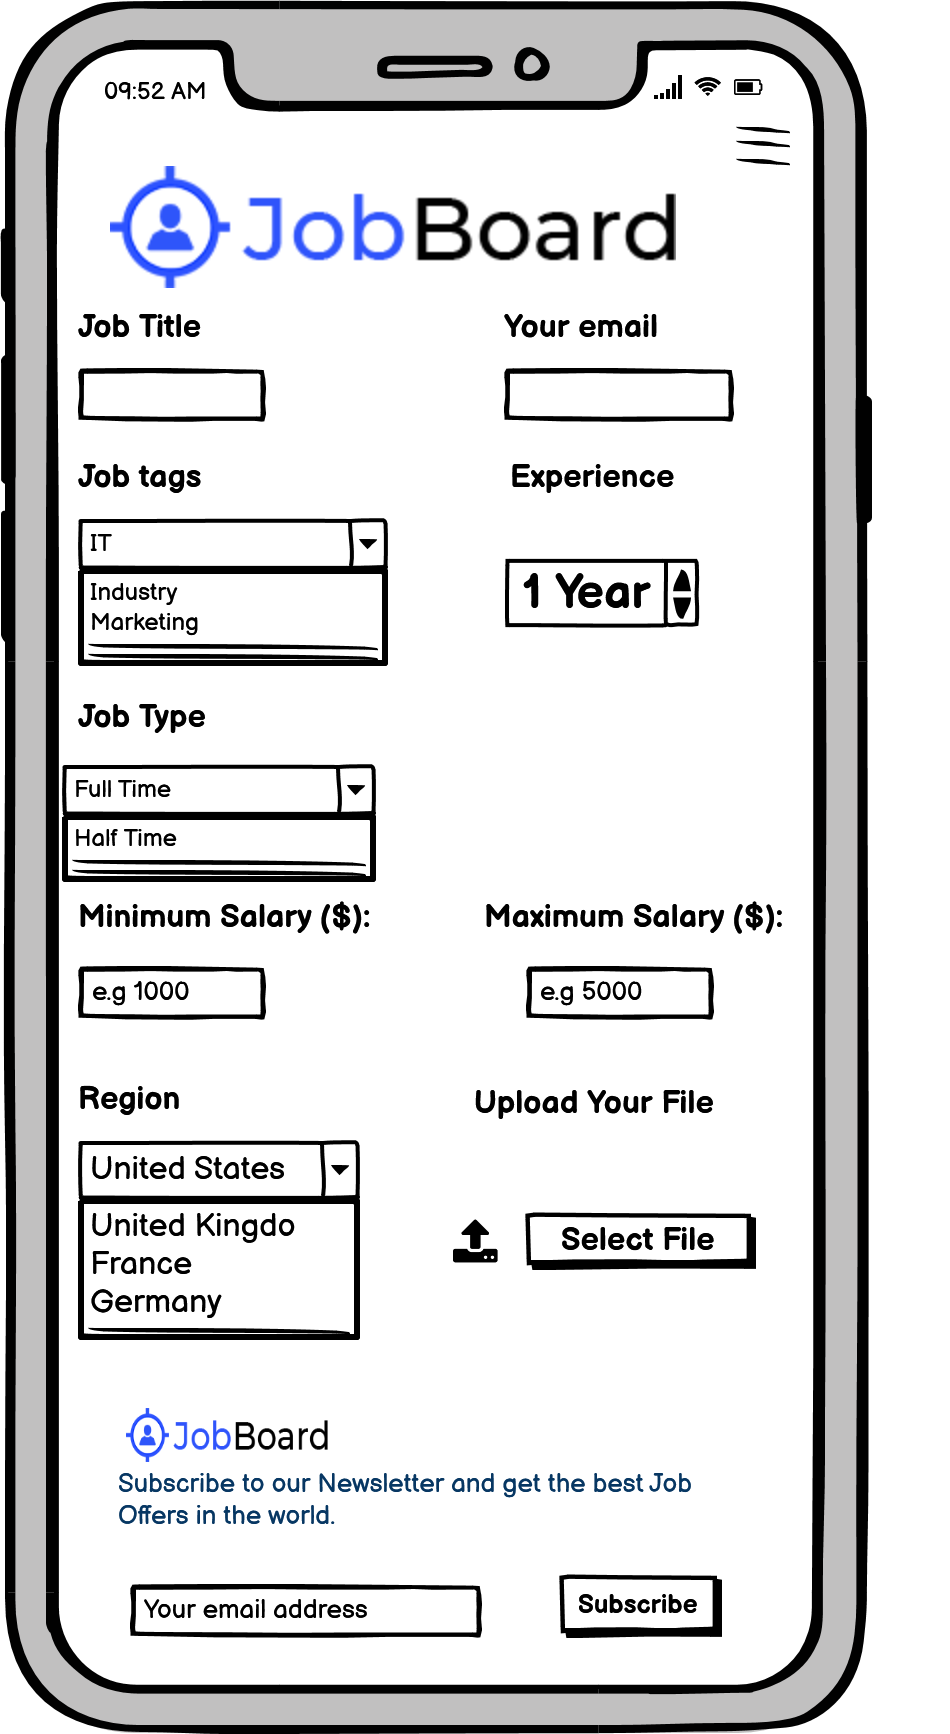 09:52 AM
JobBoard
Job Title
Your email
Job tags
Experience
IT
Industry
Marketing
1 Year
Job Type
Full Time
Half Time
Minimum Salary ($):
Maximum Salary ($):
e.g 1000
e.g 5000
Region
Upload Your File
United States
United Kingdo
France
Germany
Select File
JobBoard
Subscribe to our Newsletter and get the best Job
Offers in the world.
Your email address
Subscribe